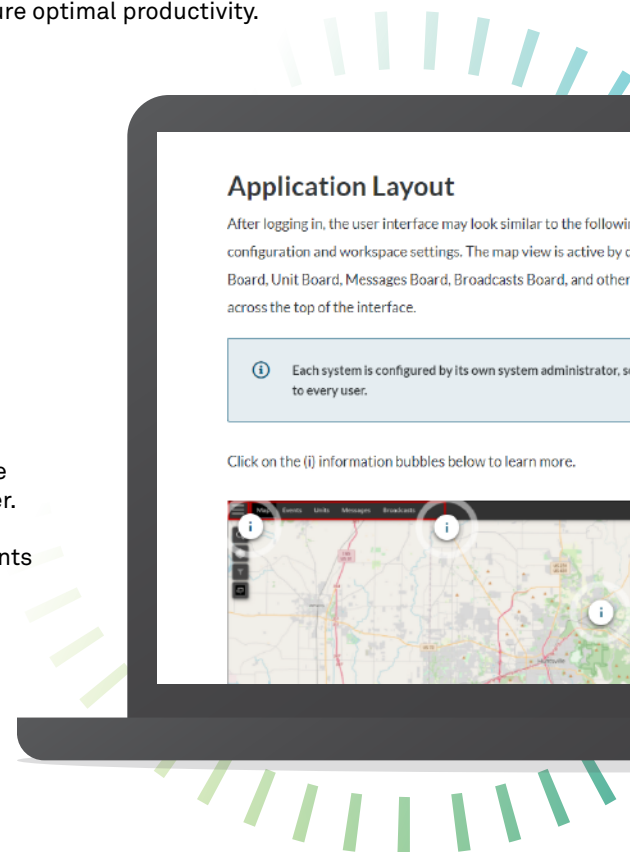 ure optimal productivity.
Application Layout
After logging in, the user interface may look similar to the followin
configuration and workspace settings. The map view is active by d
Board, Unit Board, Messages Board, Broadcasts Board, and other
across the top of the interface.
Each system is configured by its own system administrator, s
to every user.
e
er.
nts
Click on the (i) information bubbles below to learn more.
Map Events Units Messages Broadcasts
i
i
i